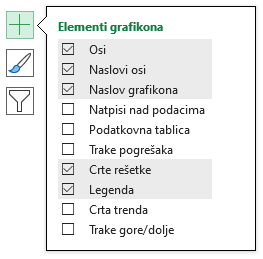 Elementi grafikona
Osi
Naslovi osi
Naslov grafikona
Natpisi nad podacima
Podatkovna tablica
Trake pogrešaka
Crte rešetke
Legenda
Crta trenda
Trake gore/dolje